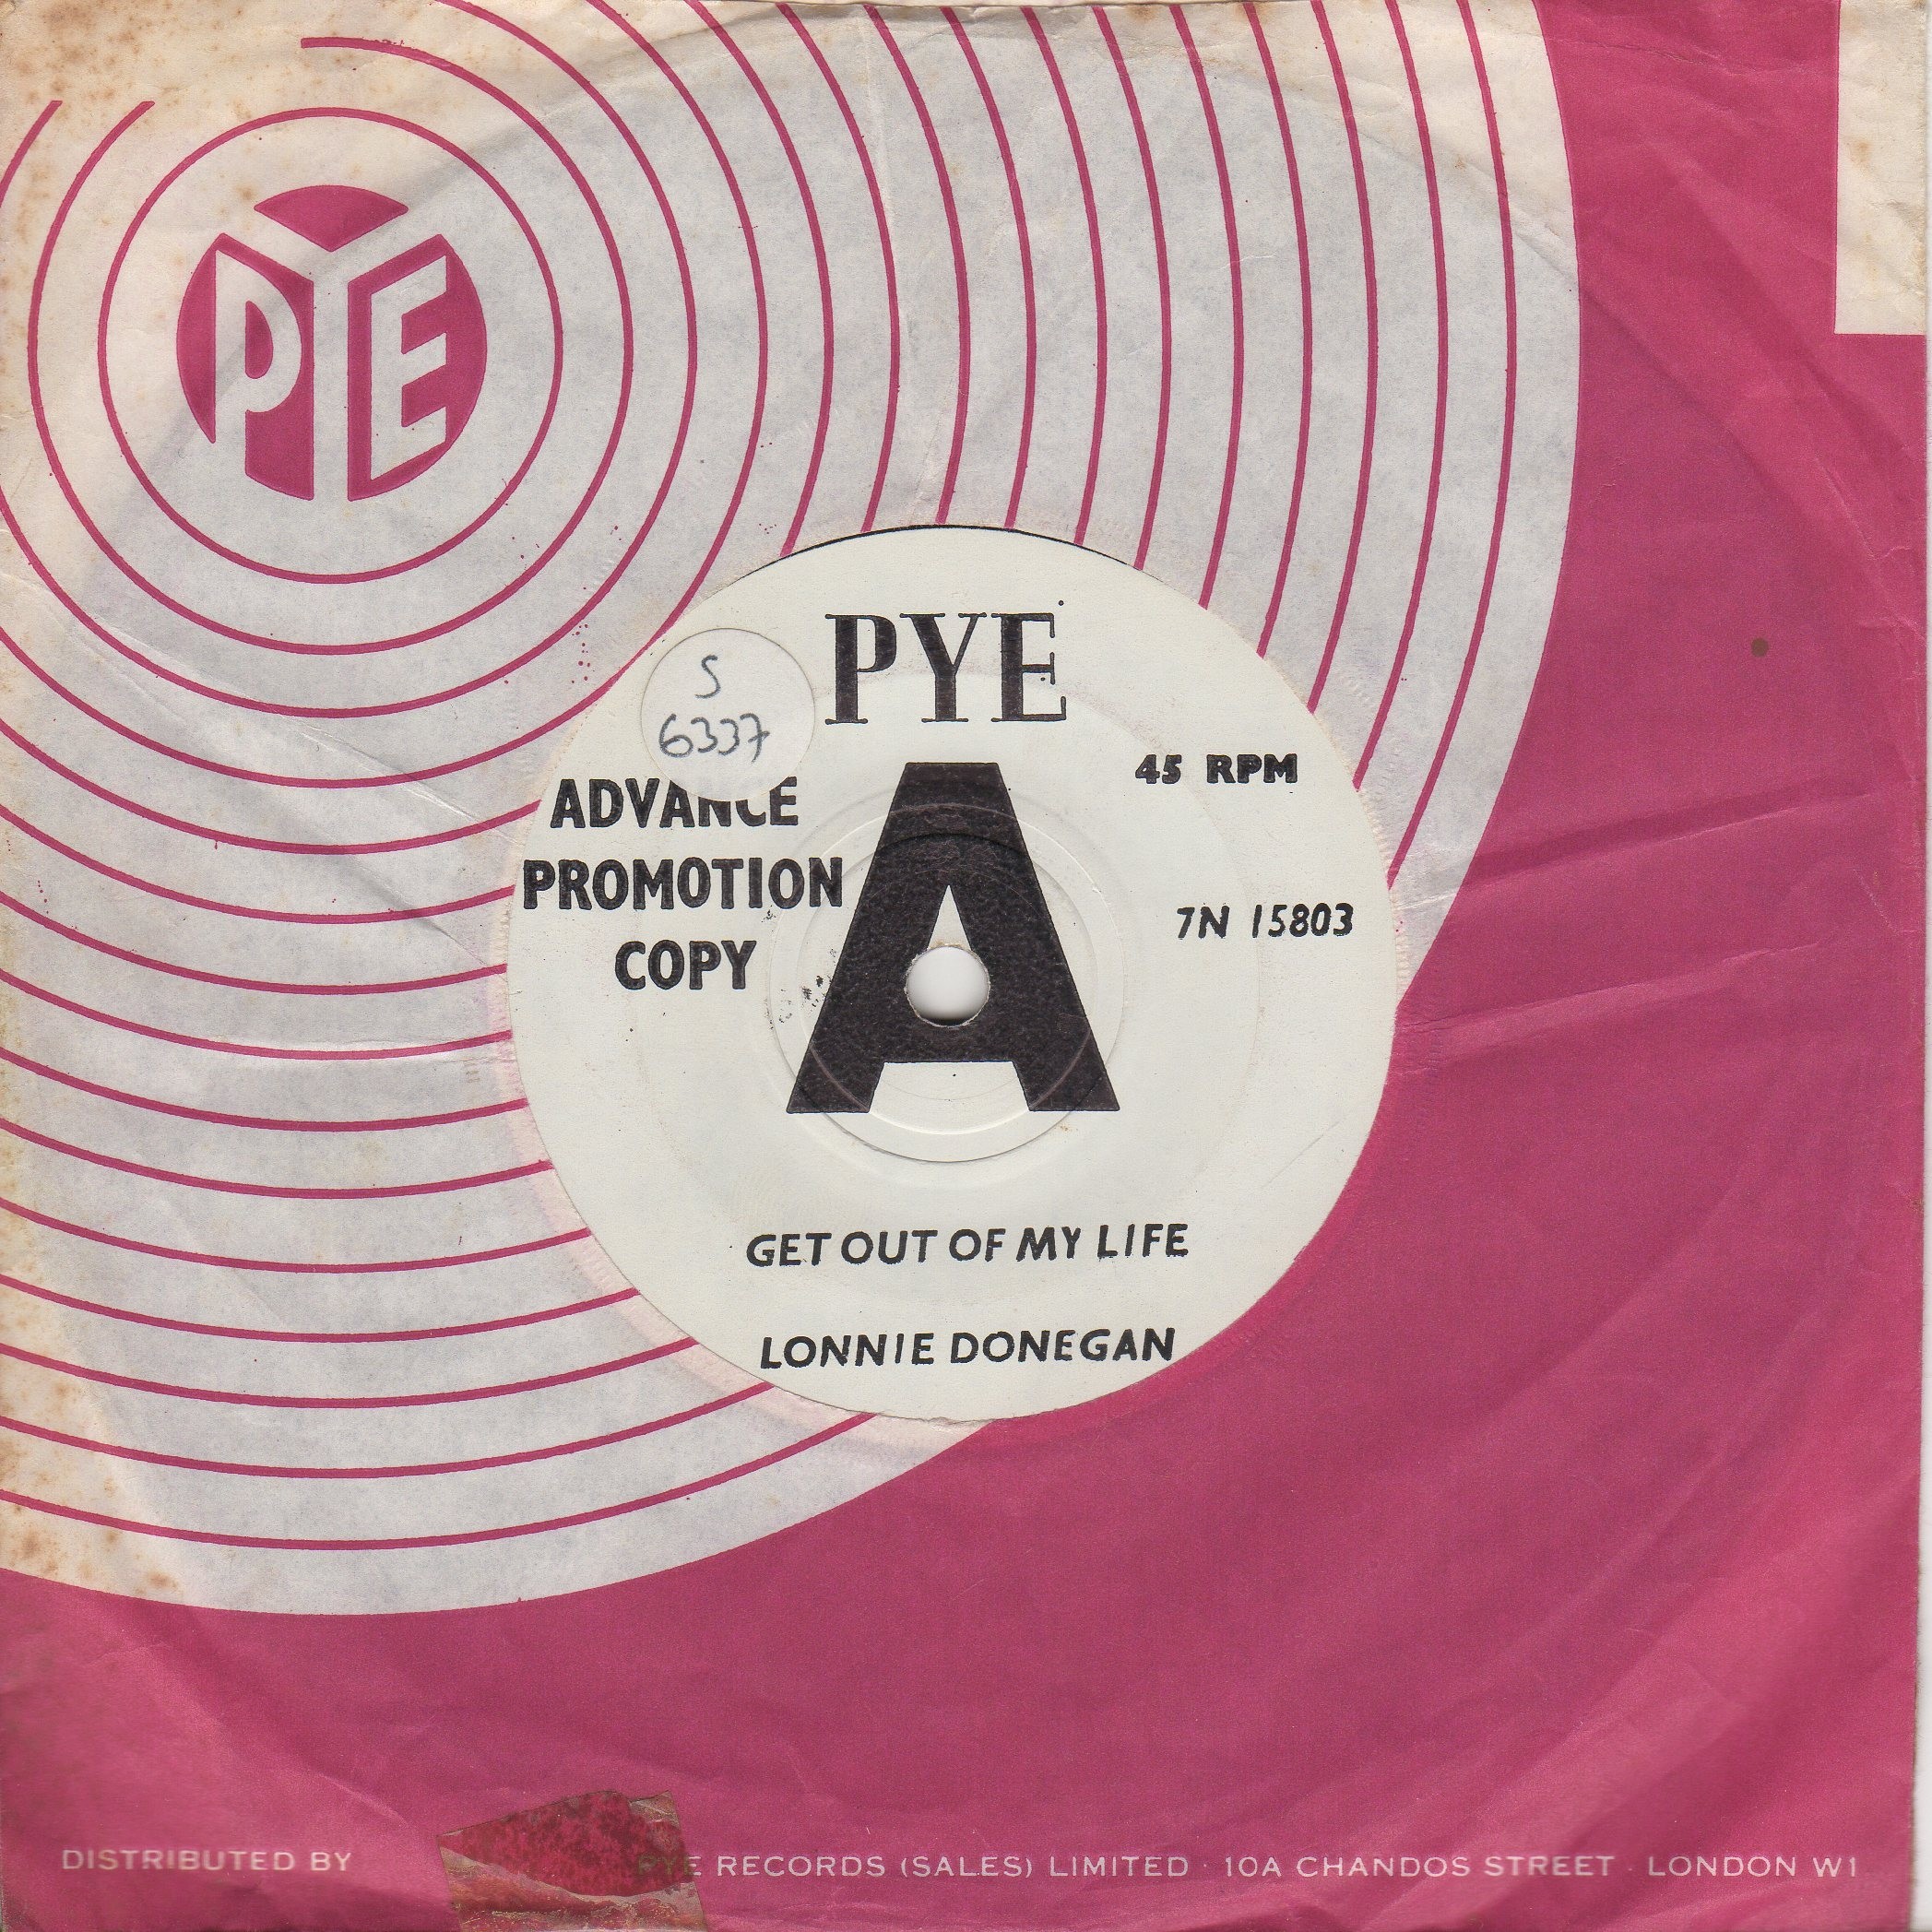 PYE
PYE
S
6337
45 RPM
ADVANCE
PROMOTION
COPY
A
7N 15803
GET OUT OF MY LIFE
LONNIE DONEGAN
DISTRIBUTED BY PYE RECORDS (SALES) LIMITED · 10A CHANDOS STREET · LONDON W1